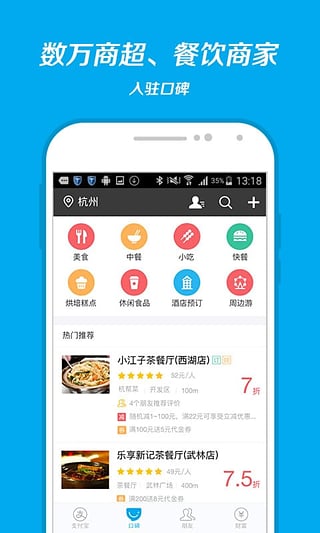 数万商超、餐饮商家
入驻口碑
35% 13:18
杭州
美食 中餐 小吃 快餐
烘培糕点 休闲食品 酒店预订 周边游
热门推荐
小江子茶餐厅(西湖店)
52元/人
杭帮菜 开发区 100m
7折
4个朋友推荐评价
减 随机减1~100元、满22元可享受立减优惠
券 满100元送5元代金券
乐享新记茶餐厅(武林店)
49元/人
茶餐厅 武林广场 400m
7.5折
券 满200送8元代金券
支付宝 口碑 朋友 财富